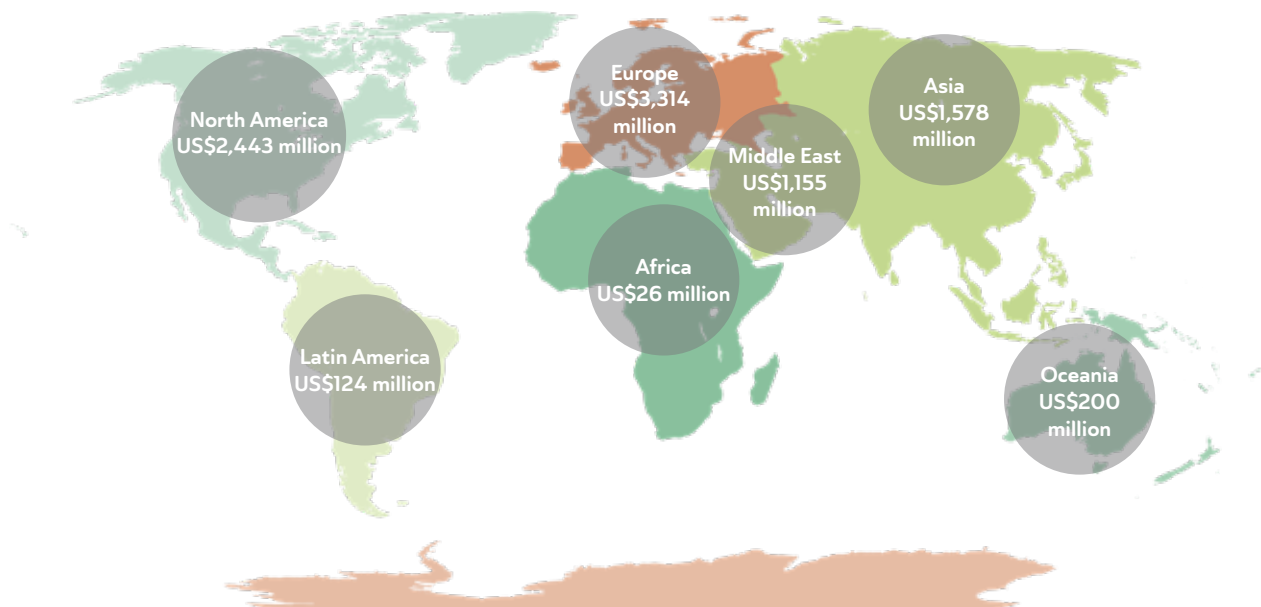 North America
US$2,443 million
Europe
US$3,314
million
Asia
US$1,578
million
Middle East
US$1,155
million
Africa
US$26 million
Latin America
US$124 million
Oceania
US$200
million